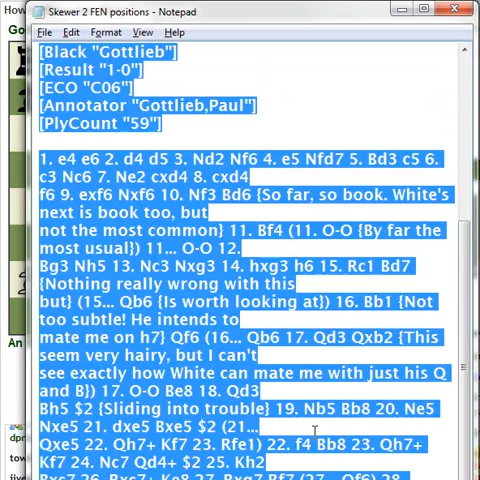 How
Skewer 2 FEN positions - Notepad
File Edit Format View Help
Go
[Black "Gottlieb"]
[Result "1-0"]
[ECO "C06"]
[Annotator "Gottlieb,Paul"]
[PlyCount "59"]
1. e4 e6 2. d4 d5 3. Nd2 Nf6 4. e5 Nfd7 5. Bd3 c5 6.
c3 Nc6 7. Ne2 cxd4 8. cxd4
f6 9. exf6 Nxf6 10. Nf3 Bd6 {So far, so book. White's
next is book too, but
not the most common} 11. Bf4 (11. O-O {By far the
most usual}) 11... O-O 12.
Bg3 Nh5 13. Nc3 Nxg3 14. hxg3 h6 15. Rc1 Bd7
{Nothing really wrong with this
but} (15... Qb6 {Is worth looking at}) 16. Bb1 {Not
too subtle! He intends to
mate me on h7} Qf6 (16... Qb6 17. Qd3 Qxb2 {This
seem very hairy, but I can't
see exactly how White can mate me with just his Q
and B}) 17. O-O Be8 18. Qd3
Bh5 $2 {Sliding into trouble} 19. Nb5 Bb8 20. Ne5
Nxe5 21. dxe5 Bxe5 $2 (21...
Qxe5 22. Qh7+ Kf7 23. Rfe1) 22. f4 Bb8 23. Qh7+
Kf7 24. Nc7 Qd4+ $2 25. Kh2
An
dpr
tow